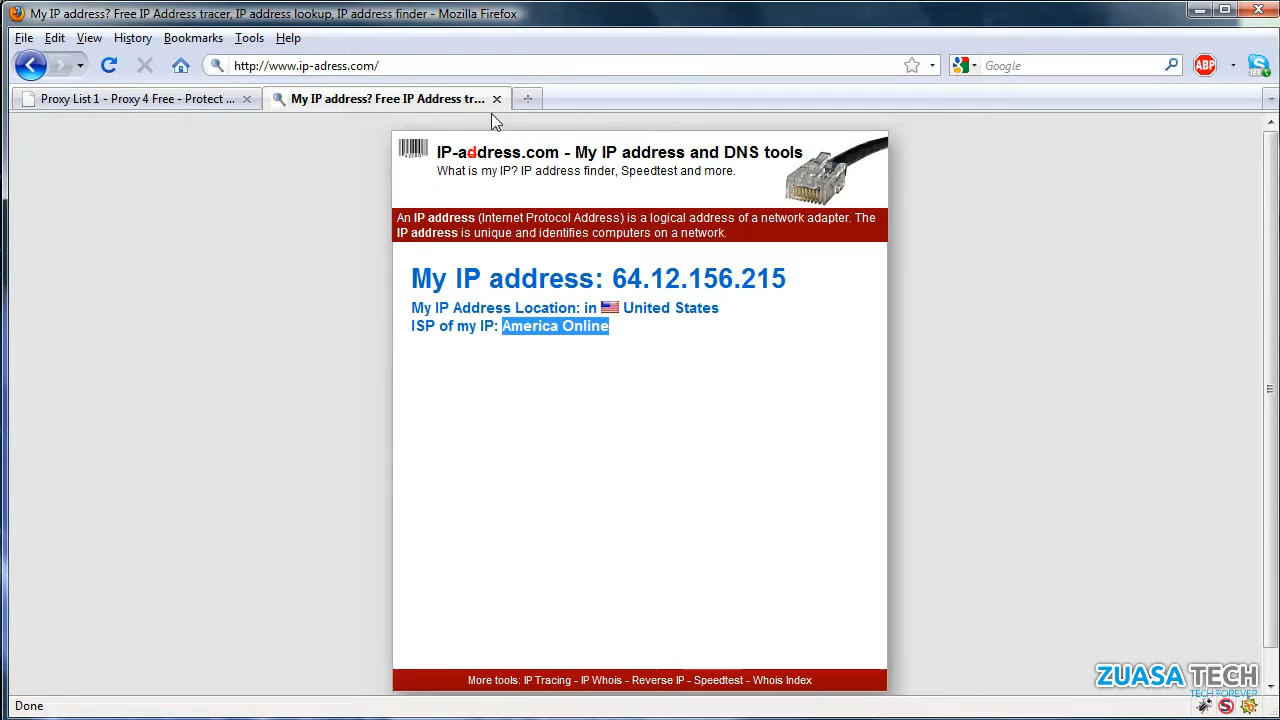 My IP address? Free IP Address tracer, IP address lookup, IP address finder - Mozilla Firefox
File Edit View History Bookmarks Tools Help
http://www.ip-adress.com/
Google
ABP
Proxy List 1 - Proxy 4 Free - Protect ...
My IP address? Free IP Address tr...
IP-address.com - My IP address and DNS tools
What is my IP? IP address finder, Speedtest and more.
An IP address (Internet Protocol Address) is a logical address of a network adapter. The
IP address is unique and identifies computers on a network.
My IP address: 64.12.156.215
My IP Address Location: in United States
ISP of my IP: America Online
More tools: IP Tracing - IP Whois - Reverse IP - Speedtest - Whois Index
ZUASA TECH
TECH FOREVER
Done